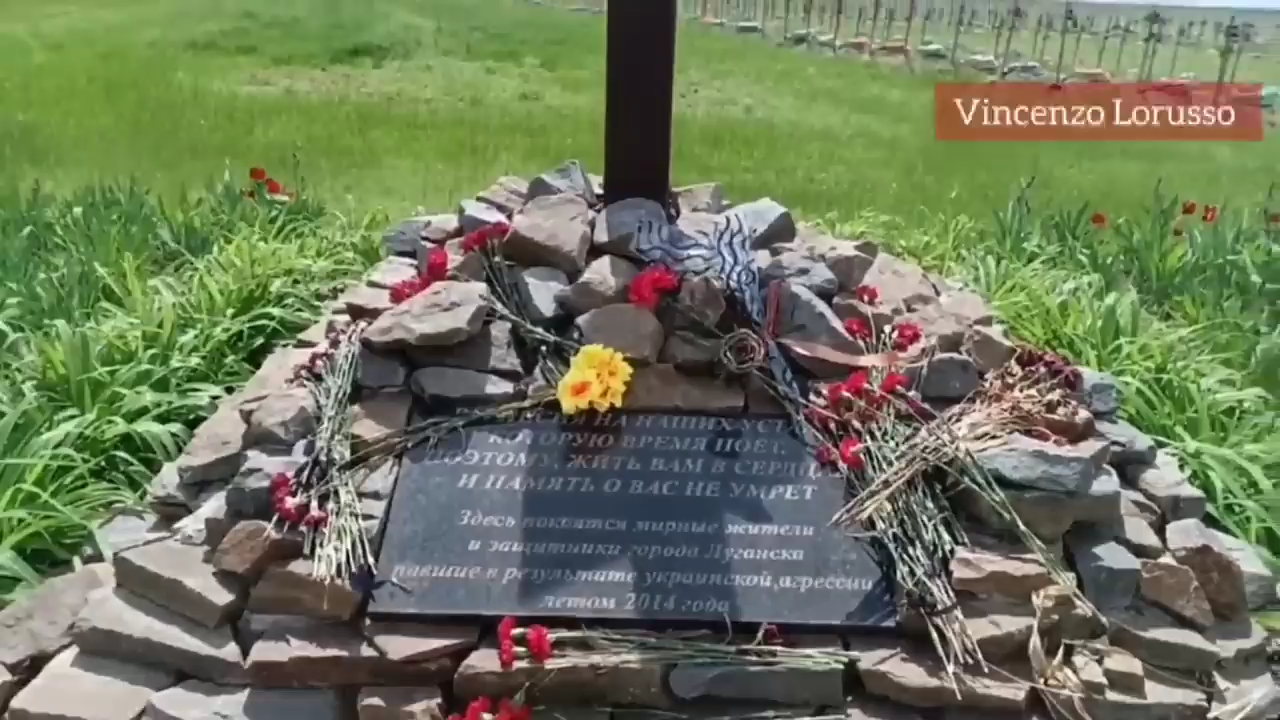 Vincenzo Lorusso
НА НАШИХ
КОТОРУЮ ВРЕМЯ ПОЕТ,
ПОЭТОМУ, ЖИТЬ ВАМ В
И ПАМЯТЬ О ВАС НЕ УМРЕТ
Здесь покоятся мирные жители
и защитники города Луганска
павшие в результате украинской агрессии
летом 2014 года